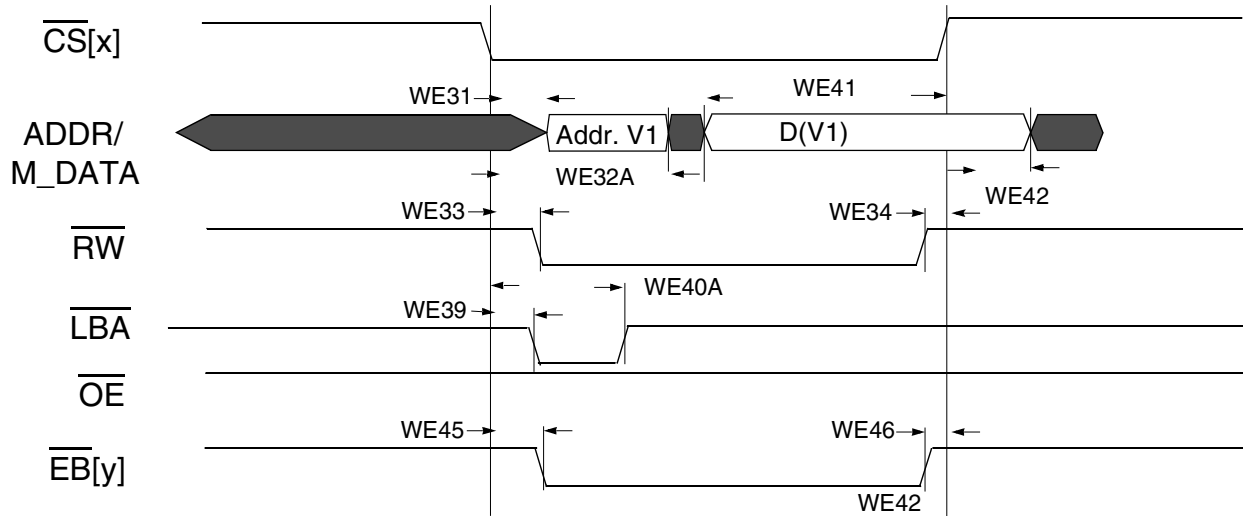 CS[x]
WE31
WE41
ADDR/
M_DATA
Addr. V1
D(V1)
WE32A
WE42
WE33
WE34
RW
WE40A
WE39
LBA
OE
WE45
WE46
EB[y]
WE42